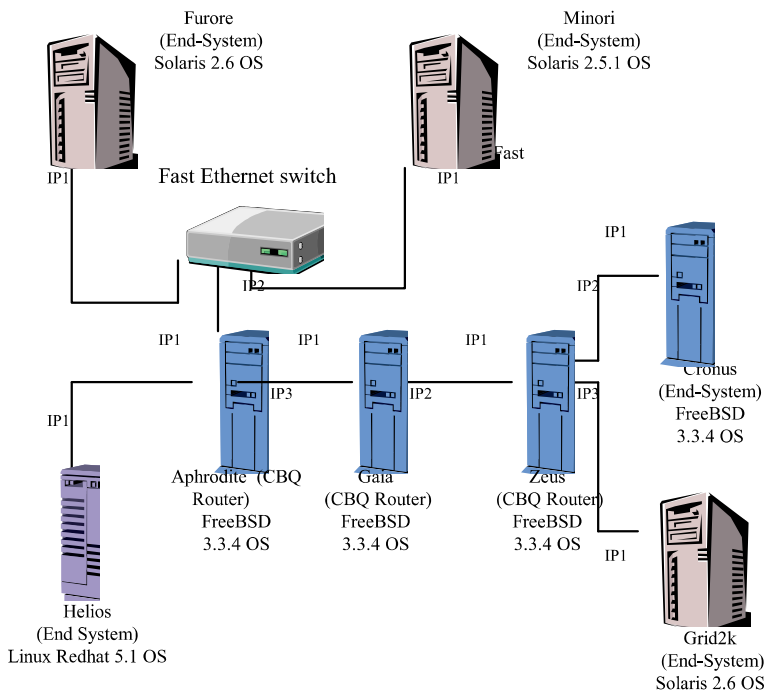 Furore
(End-System)
Solaris 2.6 OS
Minori
(End-System)
Solaris 2.5.1 OS
Fast
IP1
Fast Ethernet switch
IP1
IP1
IP2
IP2
IP1
IP1
IP1
IP3
IP2
IP3
Cronus
(End-System)
FreeBSD
3.3.4 OS
IP1
Aphrodite (CBQ
Router)
FreeBSD
3.3.4 OS
Gaia
(CBQ Router)
FreeBSD
3.3.4 OS
Zeus
(CBQ Router)
FreeBSD
3.3.4 OS
IP1
Helios
(End System)
Linux Redhat 5.1 OS
Grid2k
(End-System)
Solaris 2.6 OS